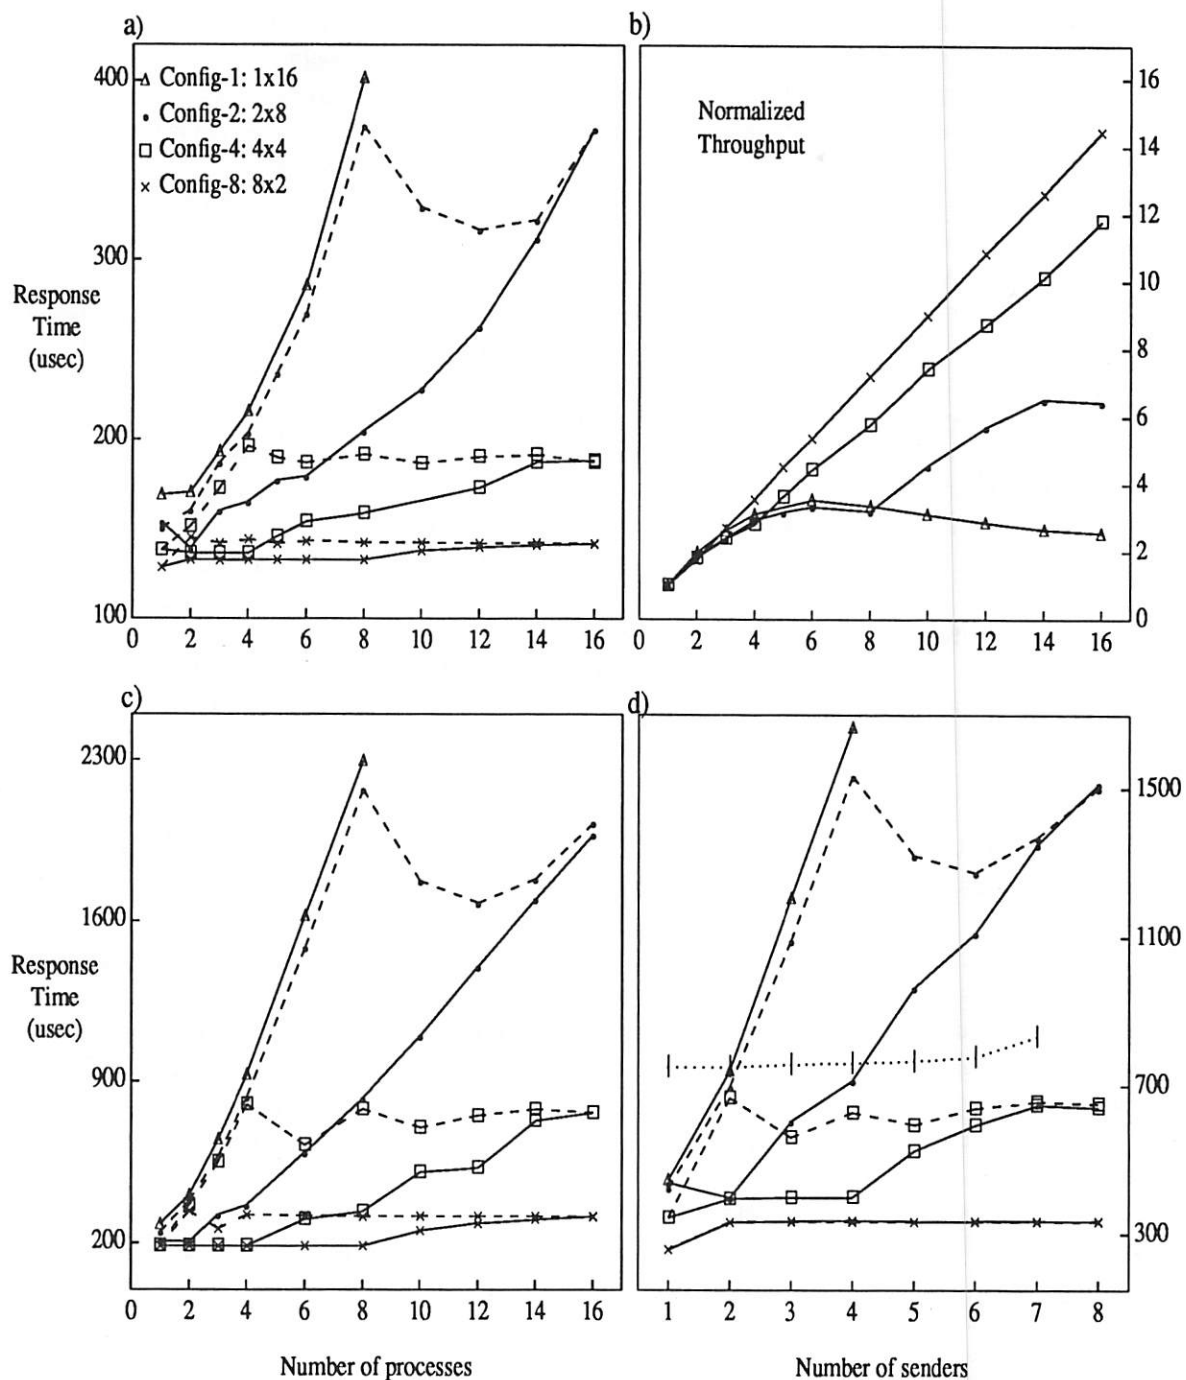 a)
400
300
200
100
0 2 4 6 8 10 12 14 16
Response
Time
(usec)
Config-1: 1x16
Config-2: 2x8
Config-4: 4x4
Config-8: 8x2
b)
Normalized
Throughput
16
14
12
10
8
6
4
2
0
0 2 4 6 8 10 12 14 16
c)
2300
1600
900
200
Response
Time
(usec)
0 2 4 6 8 10 12 14 16
Number of processes
d)
1500
1100
700
300
1 2 3 4 5 6 7 8
Number of senders